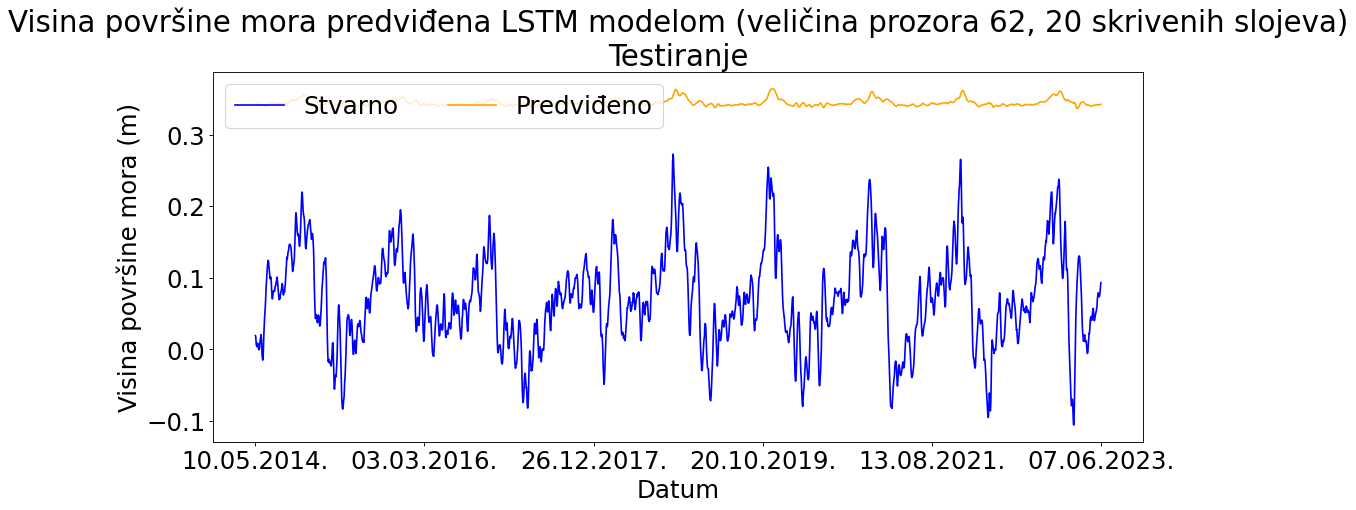 Visina površine mora predviđena LSTM modelom (veličina prozora 62, 20 skrivenih slojeva)
Testiranje
Stvarno Predviđeno
Visina površine mora (m)
0.3
0.2
0.1
0.0
−0.1
10.05.2014. 03.03.2016. 26.12.2017. 20.10.2019. 13.08.2021. 07.06.2023.
Datum